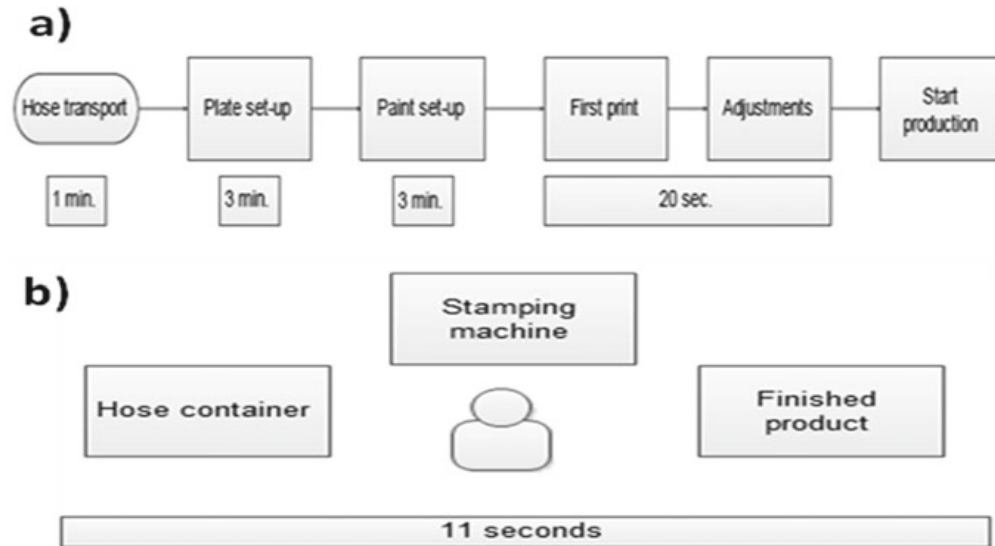 a)
Hose transport
Plate set-up
Paint set-up
First print
Adjustments
Start
production
1 min.
3 min.
3 min.
20 sec.
b)
Stamping
machine
Hose container
Finished
product
11 seconds